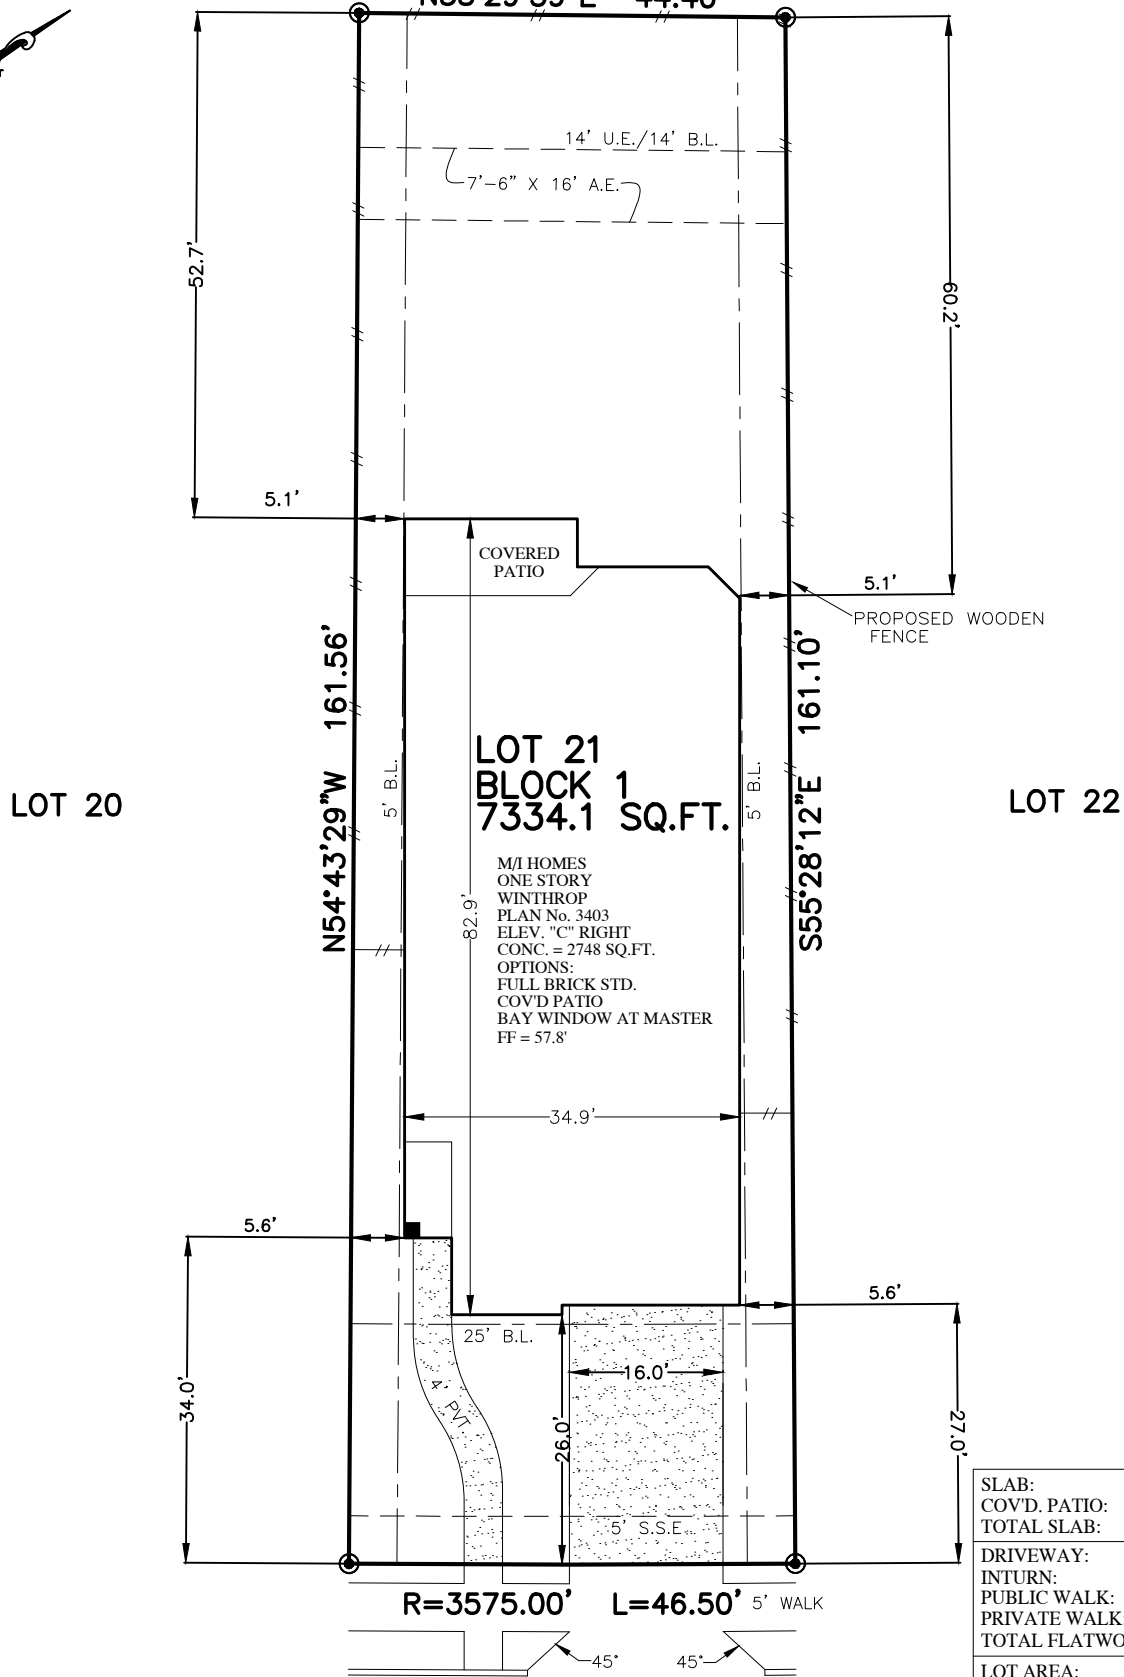 14' U.E./14' B.L.
7'-6" X 16' A.E.
52.7'
60.2'
5.1'
COVERED
PATIO
5.1'
PROPOSED WOODEN
FENCE
N54°43'29"W 161.56'
S55°28'12"E 161.10'
5' B.L.
5' B.L.
LOT 20
LOT 21
BLOCK 1
7334.1 SQ.FT.
LOT 22
M/I HOMES
ONE STORY
WINTHROP
PLAN No. 3403
ELEV. "C" RIGHT
CONC. = 2748 SQ.FT.
OPTIONS:
FULL BRICK STD.
COV'D PATIO
BAY WINDOW AT MASTER
FF = 57.8'
82.9'
34.9'
5.6'
5.6'
25' B.L.
16.0'
4' PVT.
34.0'
26.0'
27.0'
5' S.S.E.
R=3575.00' L=46.50' 5' WALK
45°
45°
SLAB:
COV'D. PATIO:
TOTAL SLAB:
DRIVEWAY:
INTURN:
PUBLIC WALK:
PRIVATE WALK:
LOT AREA: